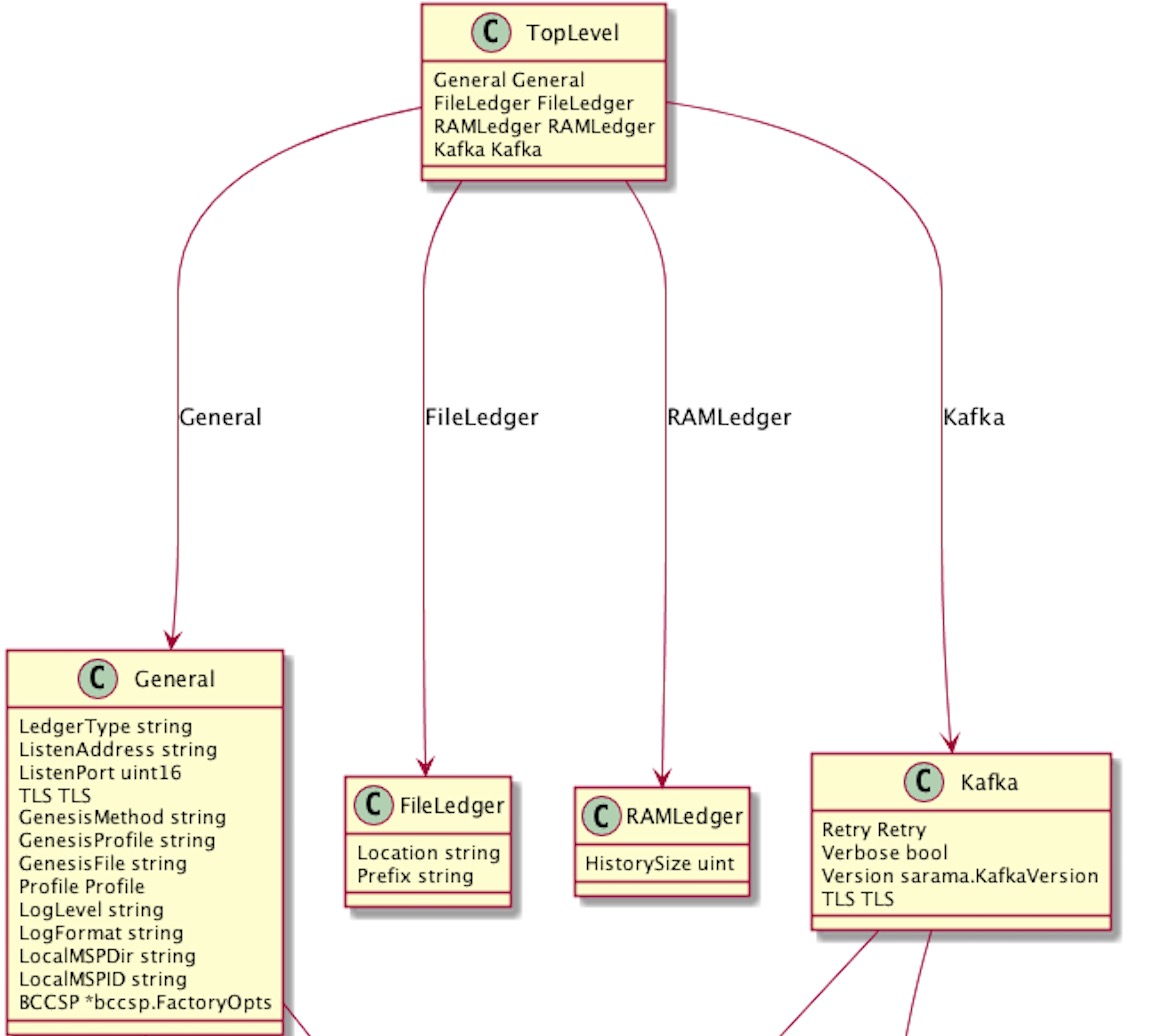 C TopLevel
General General
FileLedger FileLedger
RAMLedger RAMLedger
Kafka Kafka
General
FileLedger
RAMLedger
Kafka
C General
LedgerType string
ListenAddress string
ListenPort uint16
TLS TLS
GenesisMethod string
GenesisProfile string
GenesisFile string
Profile Profile
LogLevel string
LogFormat string
LocalMSPDir string
LocalMSPID string
BCCSP *bccsp.FactoryOpts
C FileLedger
Location string
Prefix string
C RAMLedger
HistorySize uint
C Kafka
Retry Retry
Verbose bool
Version sarama.KafkaVersion
TLS TLS